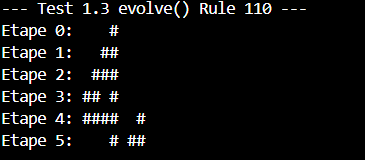 --- Test 1.3 evolve() Rule 110 ---
Etape 0:    #
Etape 1:   ##
Etape 2:  ###
Etape 3: ## #
Etape 4: ####  #
Etape 5:    # ##